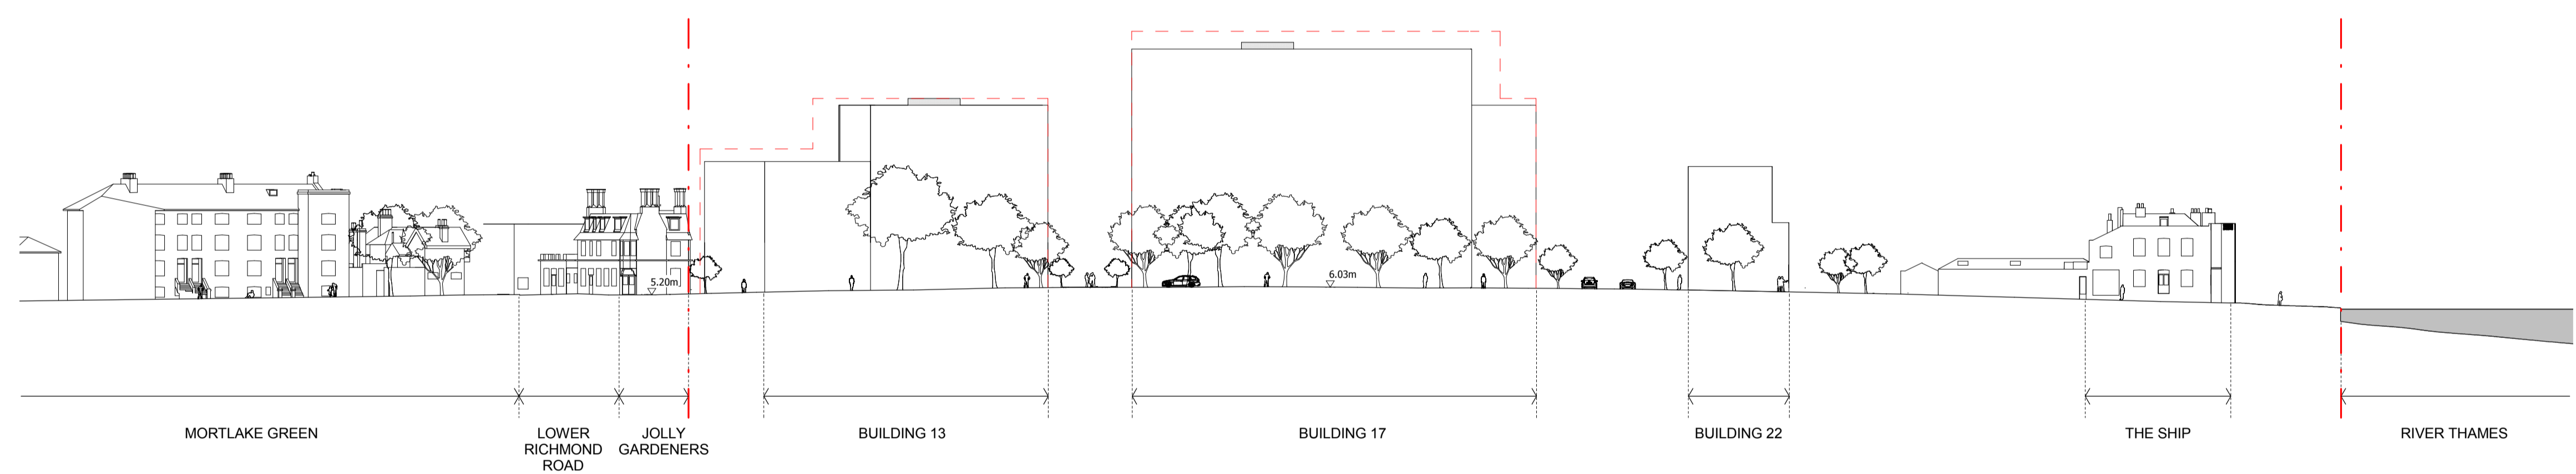 5.20m
6.03m
MORTLAKE GREEN
LOWER
RICHMOND
ROAD
JOLLY
GARDENERS
BUILDING 13
BUILDING 17
BUILDING 22
THE SHIP
RIVER THAMES